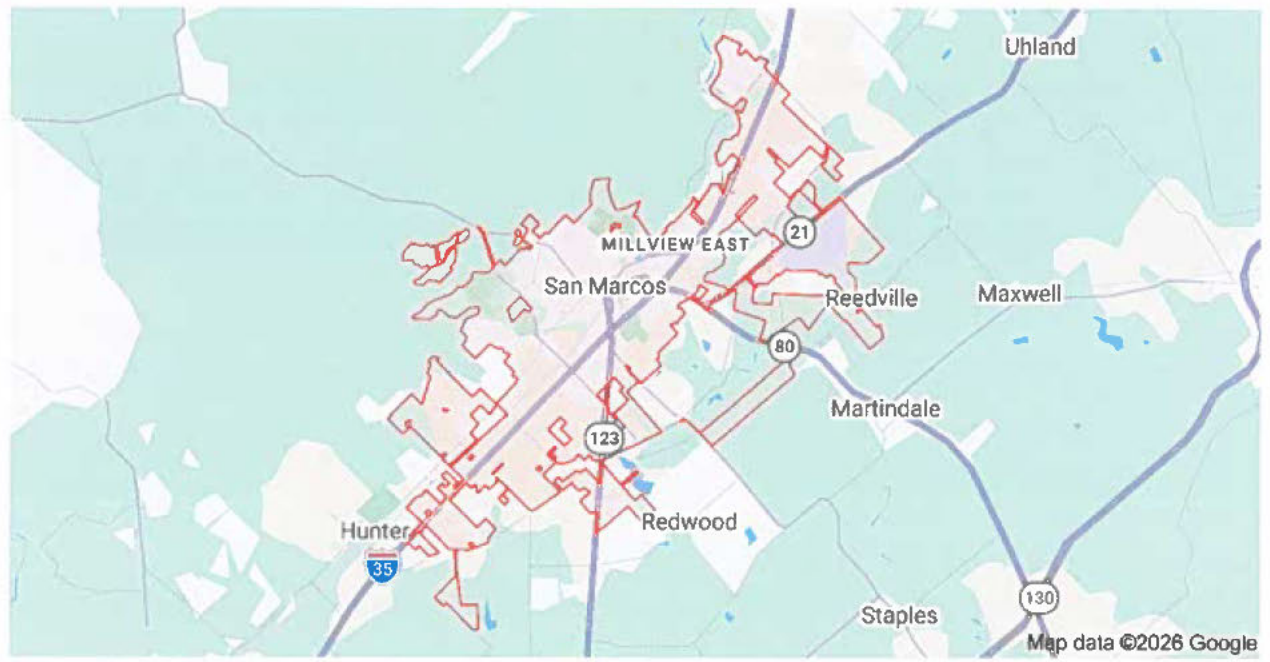 Uhland
21
MILLVIEW EAST
San Marcos
Reedville
Maxwell
80
Martindale
123
Redwood
Hunter
35
130
Staples
Map data ©2026 Google